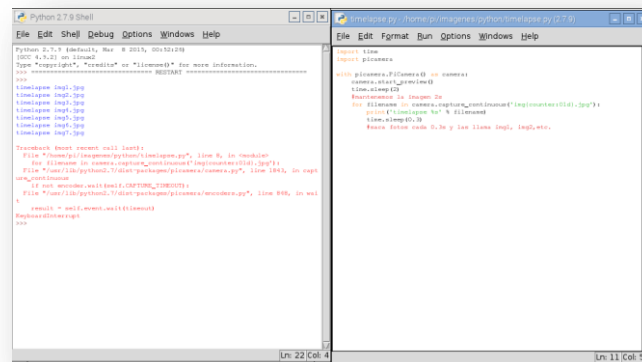 Python 2.7.9 Shell
File Edit Shell Debug Options Windows Help
Python 2.7.9 (default, Mar 8 2015, 00:52:26)
[GCC 4.9.2] on linux2
Type "copyright", "credits" or "license()" for more information.
>>> ================================ RESTART ================================
>>>
timelapse img1.jpg
timelapse img2.jpg
timelapse img3.jpg
timelapse img4.jpg
timelapse img5.jpg
timelapse img6.jpg
timelapse img7.jpg
Traceback (most recent call last):
File "/home/pi/imagenes/python/timelapse.py", line 8, in <module>
for filename in camera.capture_continuous('img{counter:01d}.jpg'):
File "/usr/lib/python2.7/dist-packages/picamera/camera.py", line 1843, in capt
ure_continuous
if not encoder.wait(self.CAPTURE_TIMEOUT):
File "/usr/lib/python2.7/dist-packages/picamera/encoders.py", line 898, in wai
t
result = self.event.wait(timeout)
KeyboardInterrupt
>>>
Ln: 22 Col: 4
timelapse.py - /home/pi/imagenes/python/timelapse.py (2.7.9)
File Edit Format Run Options Windows Help
import time
import picamera
with picamera.PiCamera() as camera:
camera.start_preview()
time.sleep(2)
#mantenemos la imagen 2s
for filename in camera.capture_continuous('img{counter:01d}.jpg'):
print('timelapse %s' % filename)
time.sleep(0.3)
#saca fotos cada 0.3s y las llama img1, img2,etc.
Ln: 11 Col: